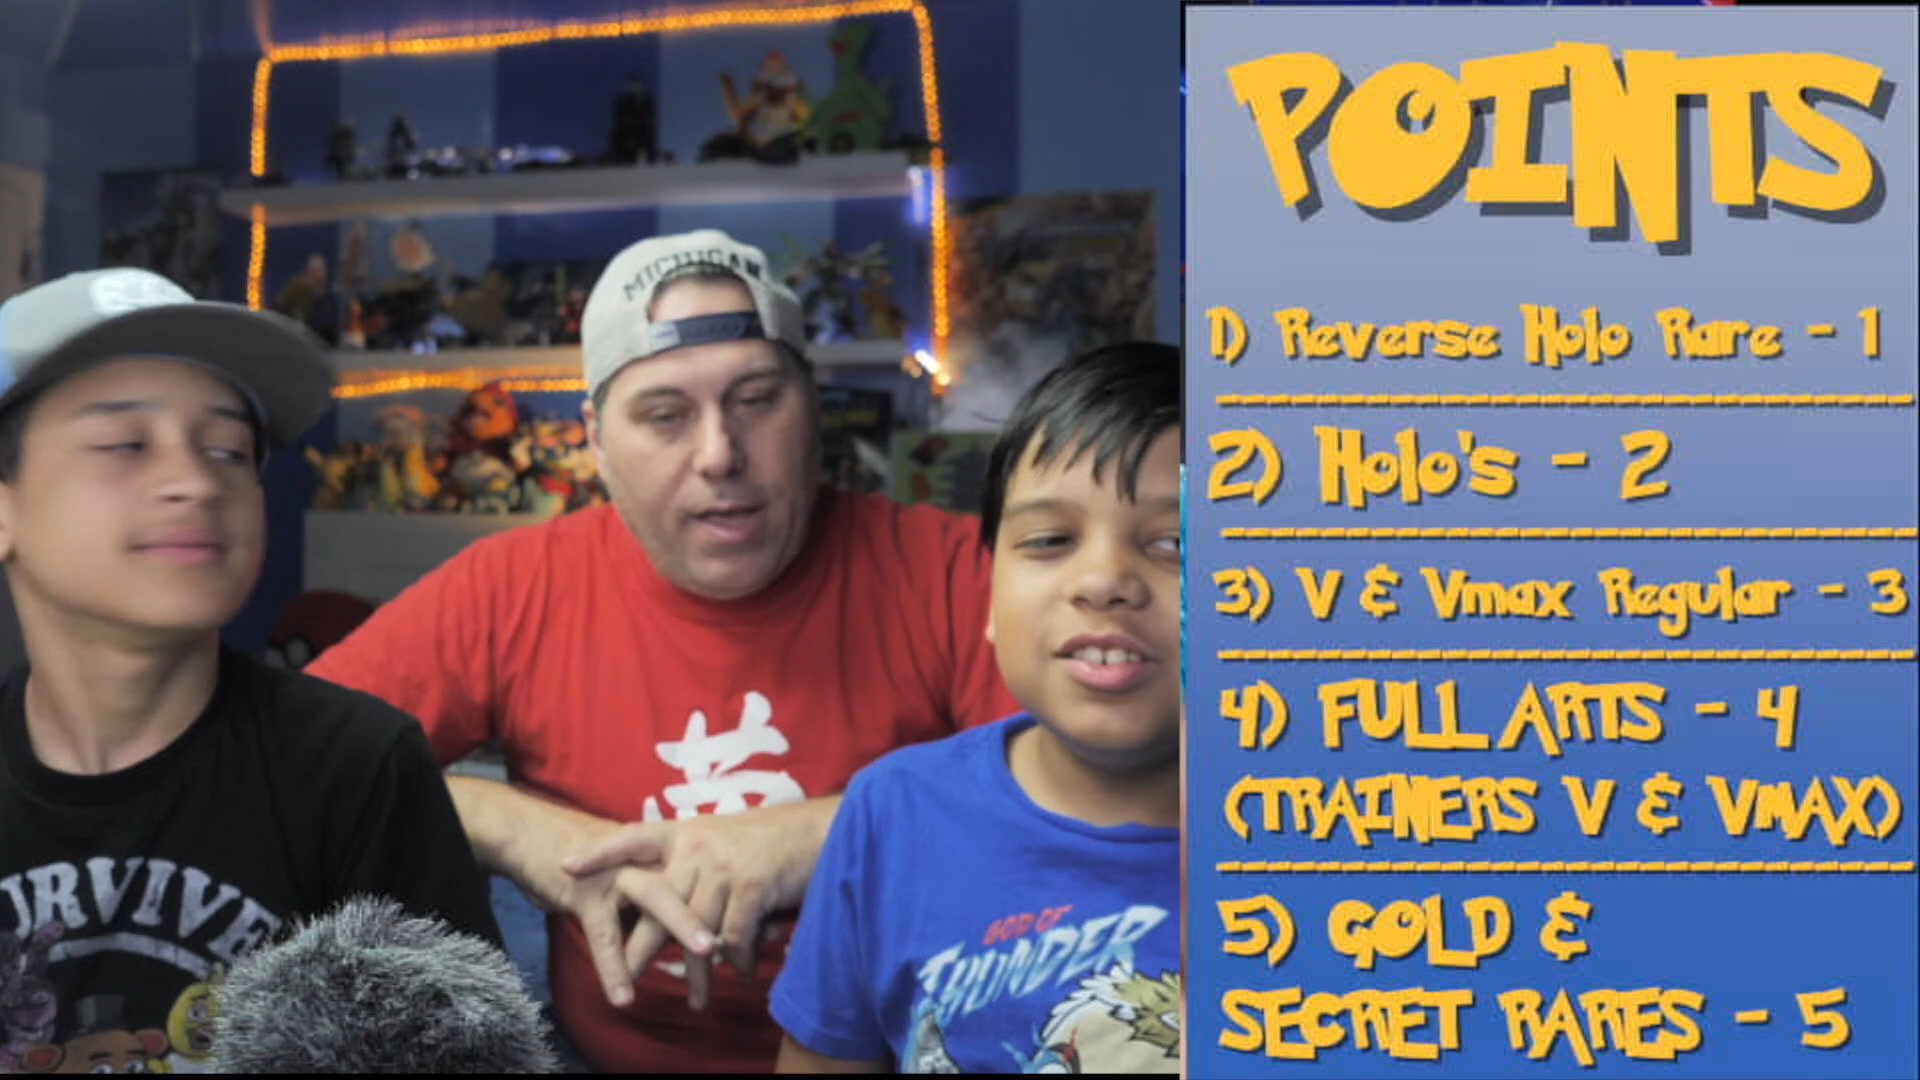 POINTS
1) Reverse Holo Rare - 1
2) Holo's - 2
3) V & Vmax Regular - 3
4) FULL ARTS - 4
(TRAINERS V & VMAX)
5) GOLD &
SECRET RARES - 5
MICHIGAN
URVIVE
GOD OF
THUNDER